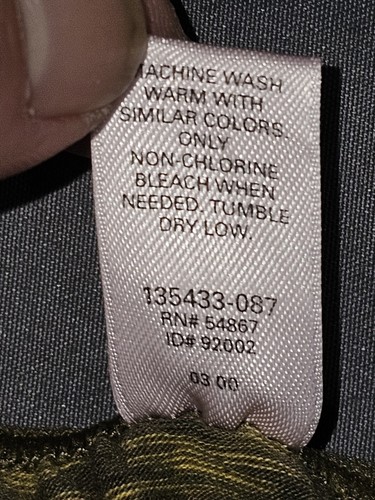 MACHINE WASH
WARM WITH
SIMILAR COLORS.
ONLY
NON-CHLORINE
BLEACH WHEN
NEEDED. TUMBLE
DRY LOW.
135433-087
RN# 54867
ID# 92002
03 00